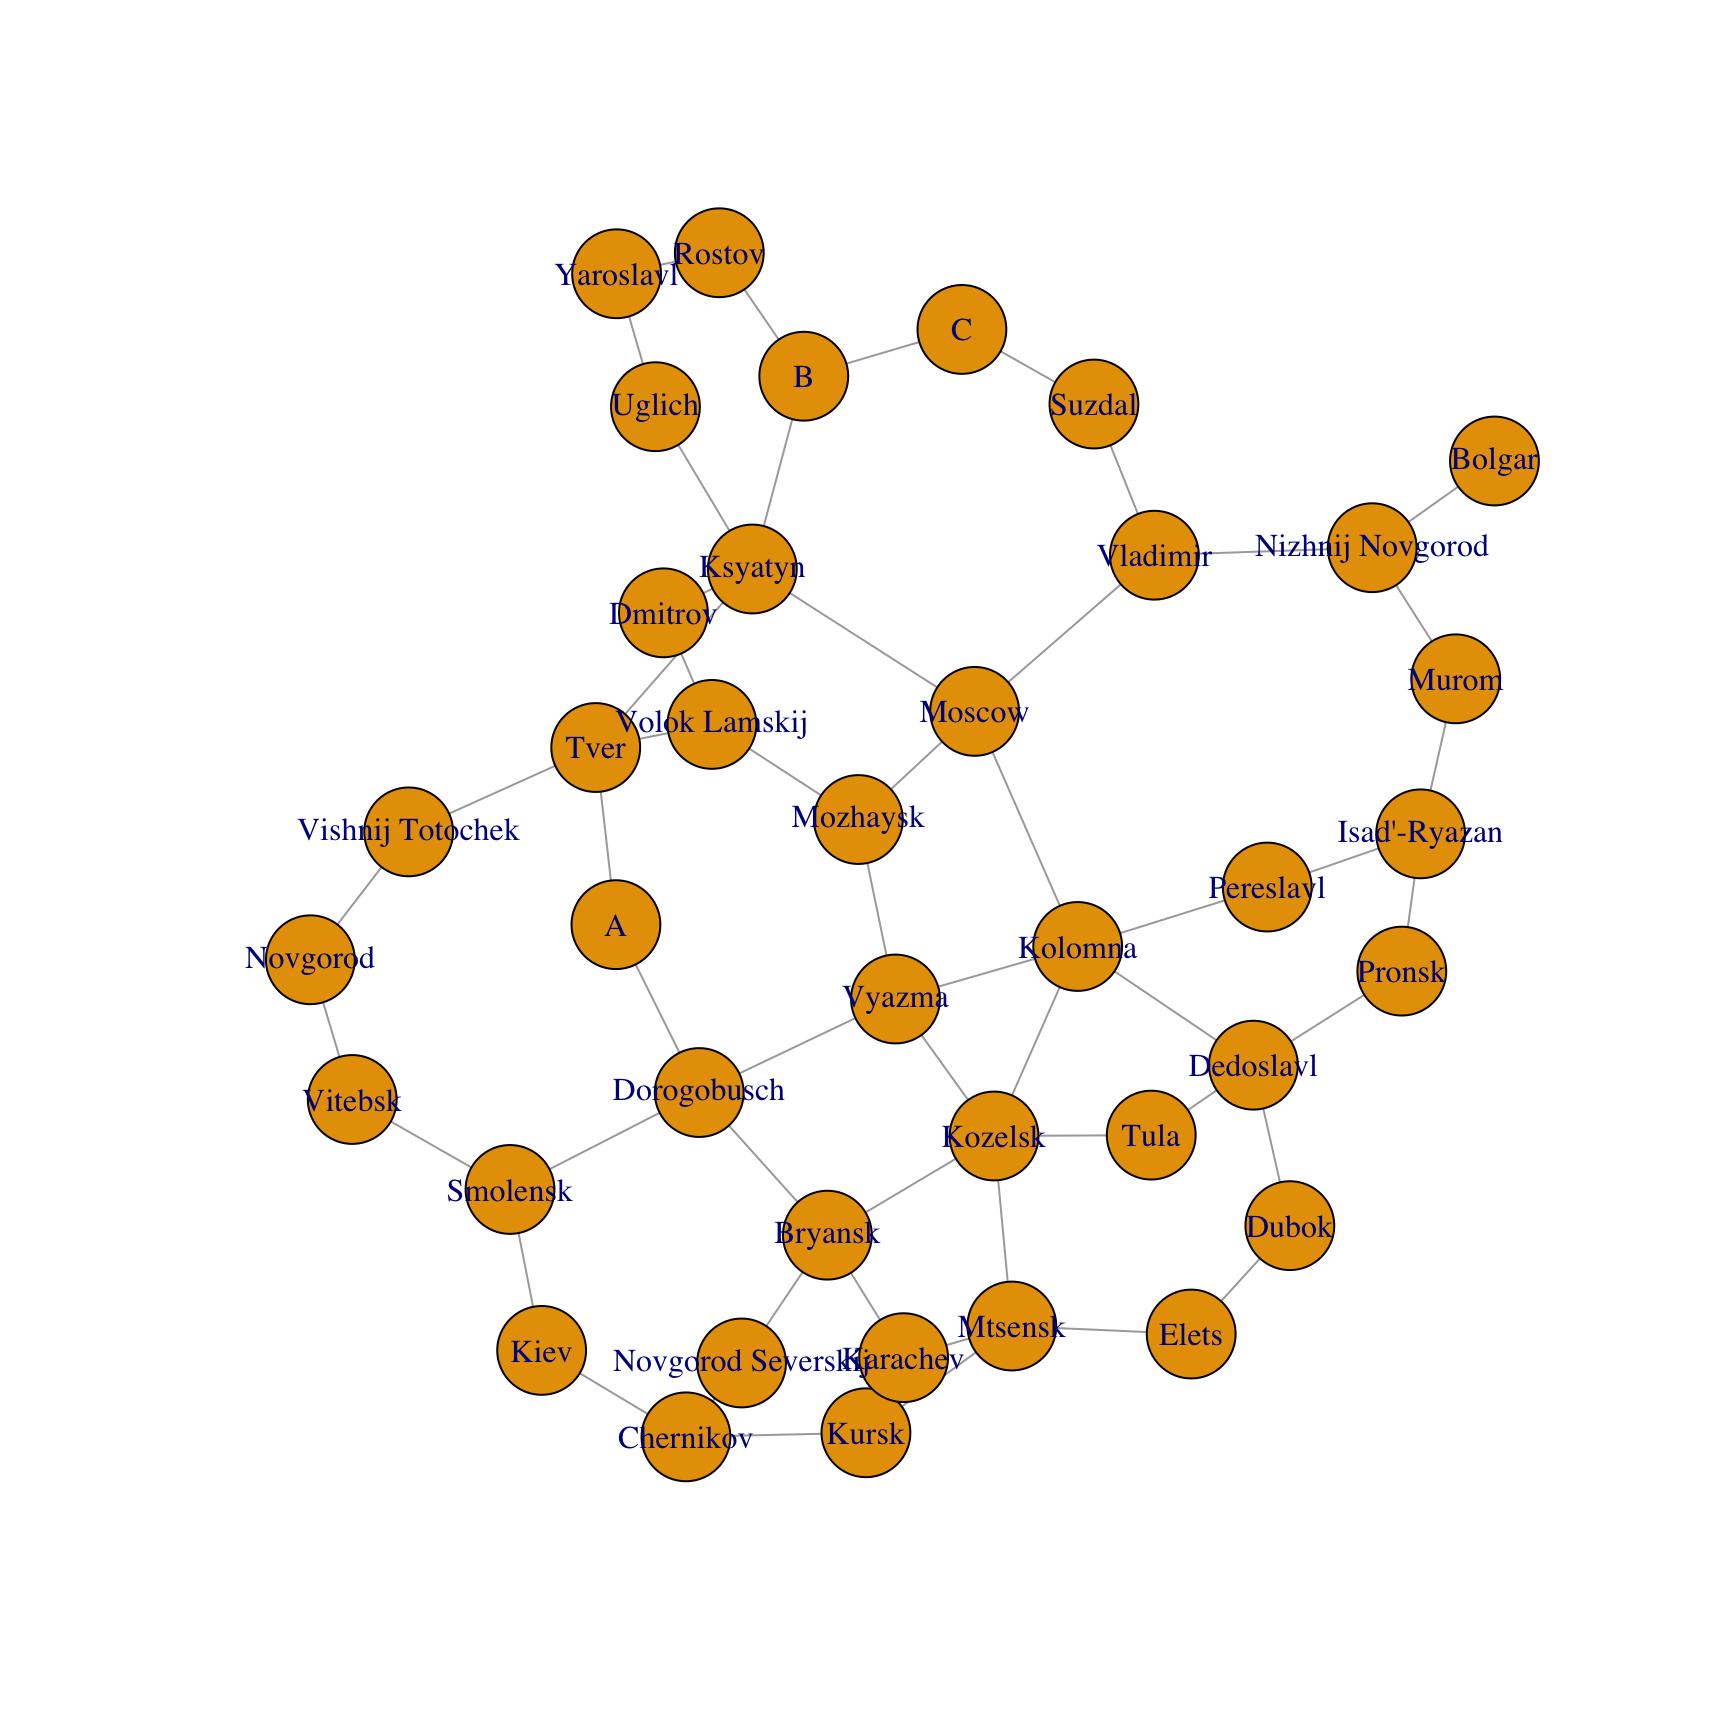 Rostov
Yaroslavl
C
B
Suzdal
Uglich
Bolgar
Nizhnij Novgorod
Vladimir
Ksyatyn
Dmitrov
Murom
Moscow
Volok Lamskij
Tver
Mozhaysk
Vishnij Totochek
Isad'-Ryazan
Pereslavl
A
Kolomna
Novgorod
Pronsk
Vyazma
Dedoslavl
Dorogobusch
Vitebsk
Kozelsk
Tula
Smolensk
Dubok
Bryansk
Mtsensk
Elets
Kiev
Novgorod Severskij
Karachev
Kursk
Chernikov